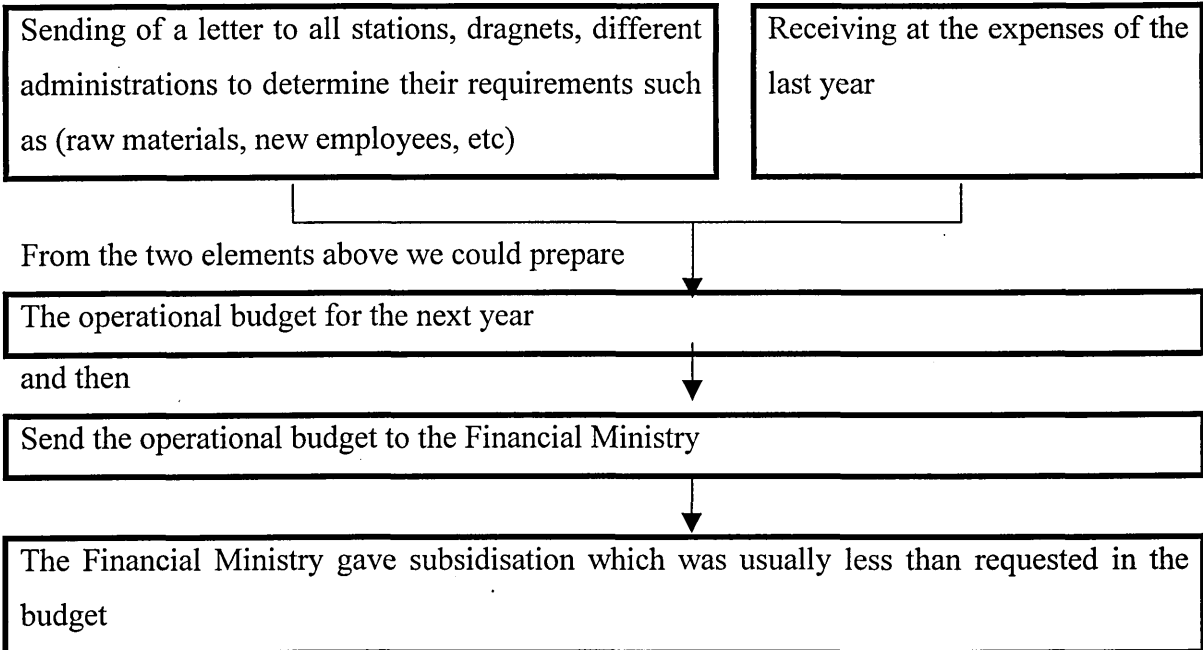 Sending of a letter to all stations, dragnets, different
administrations to determine their requirements such
as (raw materials, new employees, etc)
Receiving at the expenses of the
last year
From the two elements above we could prepare
The operational budget for the next year
and then
Send the operational budget to the Financial Ministry
The Financial Ministry gave subsidisation which was usually less than requested in the
budget